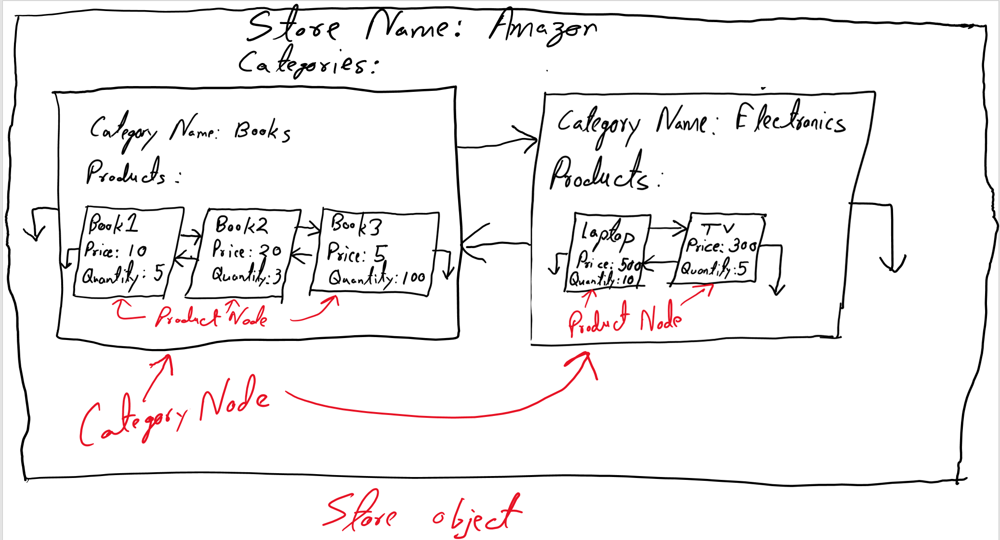 Store Name: Amazon
Categories:
Category Name: Books
Products:
Book1
Price: 10
Quantity: 5
Book2
Price: 20
Quantity: 3
Book3
Price: 5
Quantity: 100
Product Node
Category Name: Electronics
Products:
Laptop
Price: 500
Quantity: 10
TV
Price: 300
Quantity: 5
Product Node
Category Node
Store object